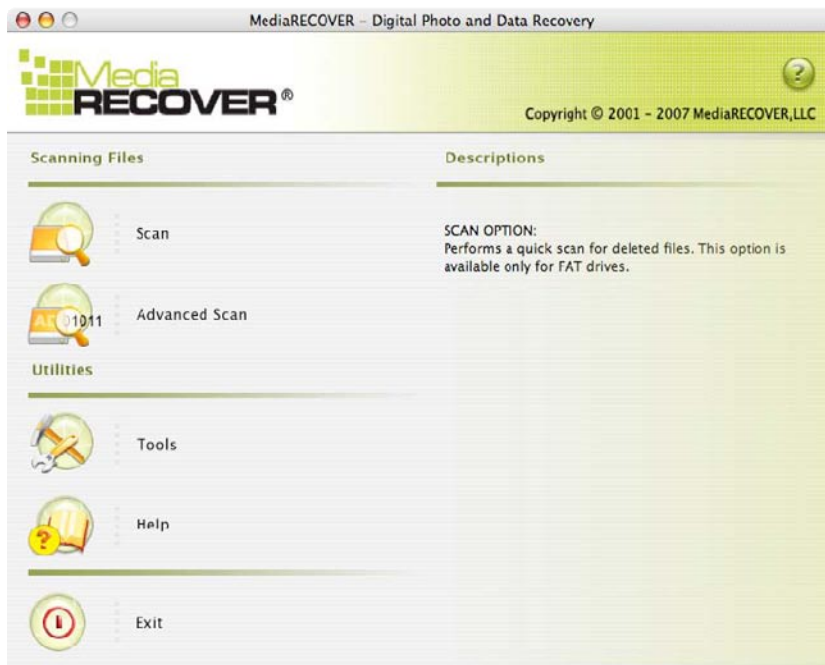 MediaRECOVER – Digital Photo and Data Recovery
Media
RECOVER®
?
Copyright © 2001 – 2007 MediaRECOVER,LLC
Scanning Files
Scan
AD01011
Advanced Scan
Utilities
Tools
?
Help
Exit
Descriptions
SCAN OPTION:
Performs a quick scan for deleted files. This option is
available only for FAT drives.